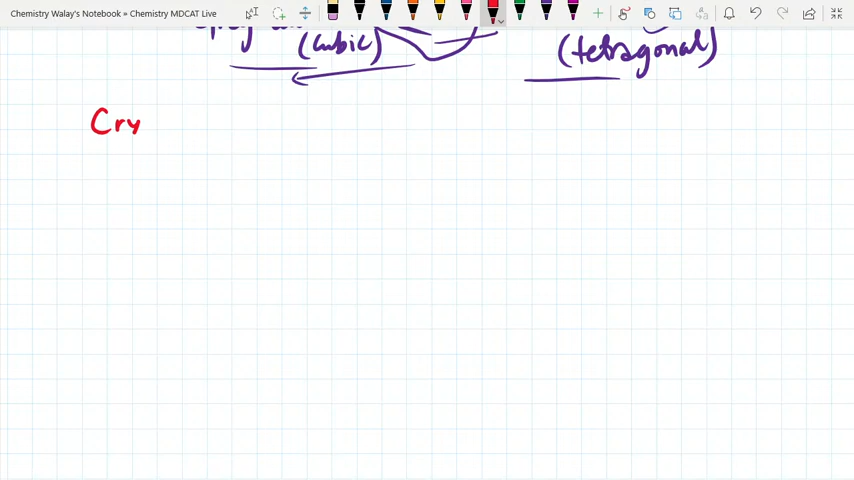 Chemistry Walay's Notebook » Chemistry MDCAT Live
(cubic)
(tetragonal)
Cry